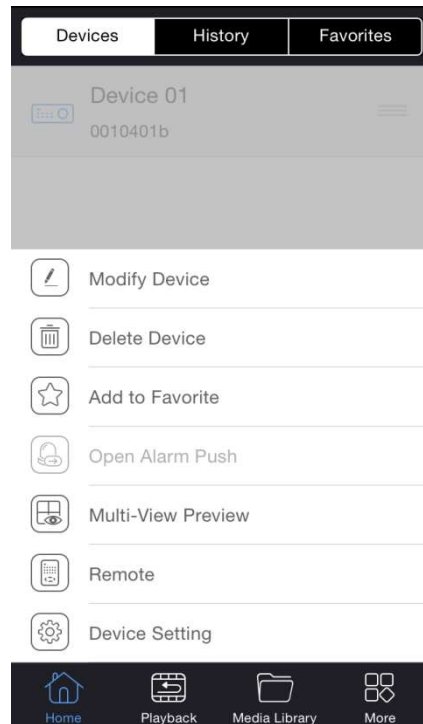 Devices History Favorites
Device 01
0010401b
Modify Device
Delete Device
Add to Favorite
Open Alarm Push
Multi-View Preview
Remote
Device Setting
Home Playback Media Library More